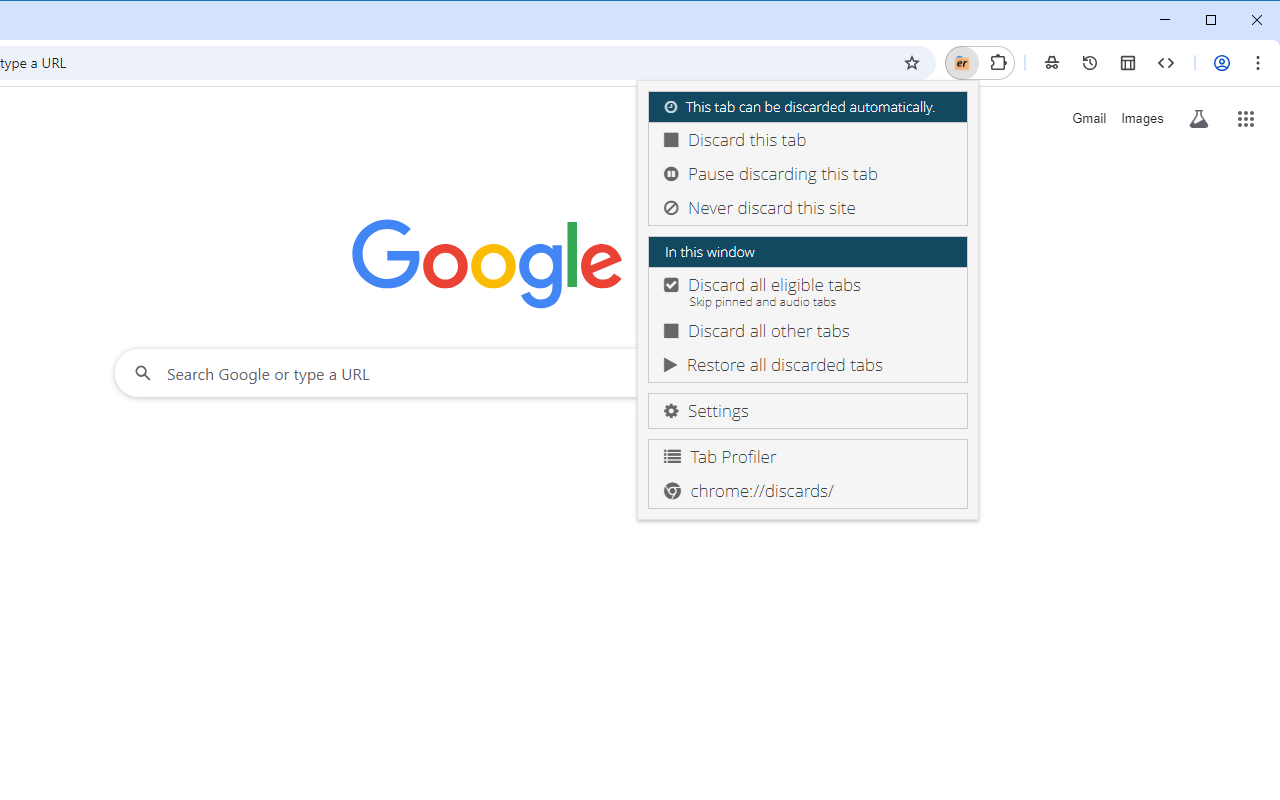 type a URL
er
This tab can be discarded automatically.
Gmail Images
Discard this tab
Pause discarding this tab
Never discard this site
Google
In this window
Discard all eligible tabs
Skip pinned and audio tabs
Discard all other tabs
Restore all discarded tabs
Search Google or type a URL
Settings
Tab Profiler
chrome://discards/